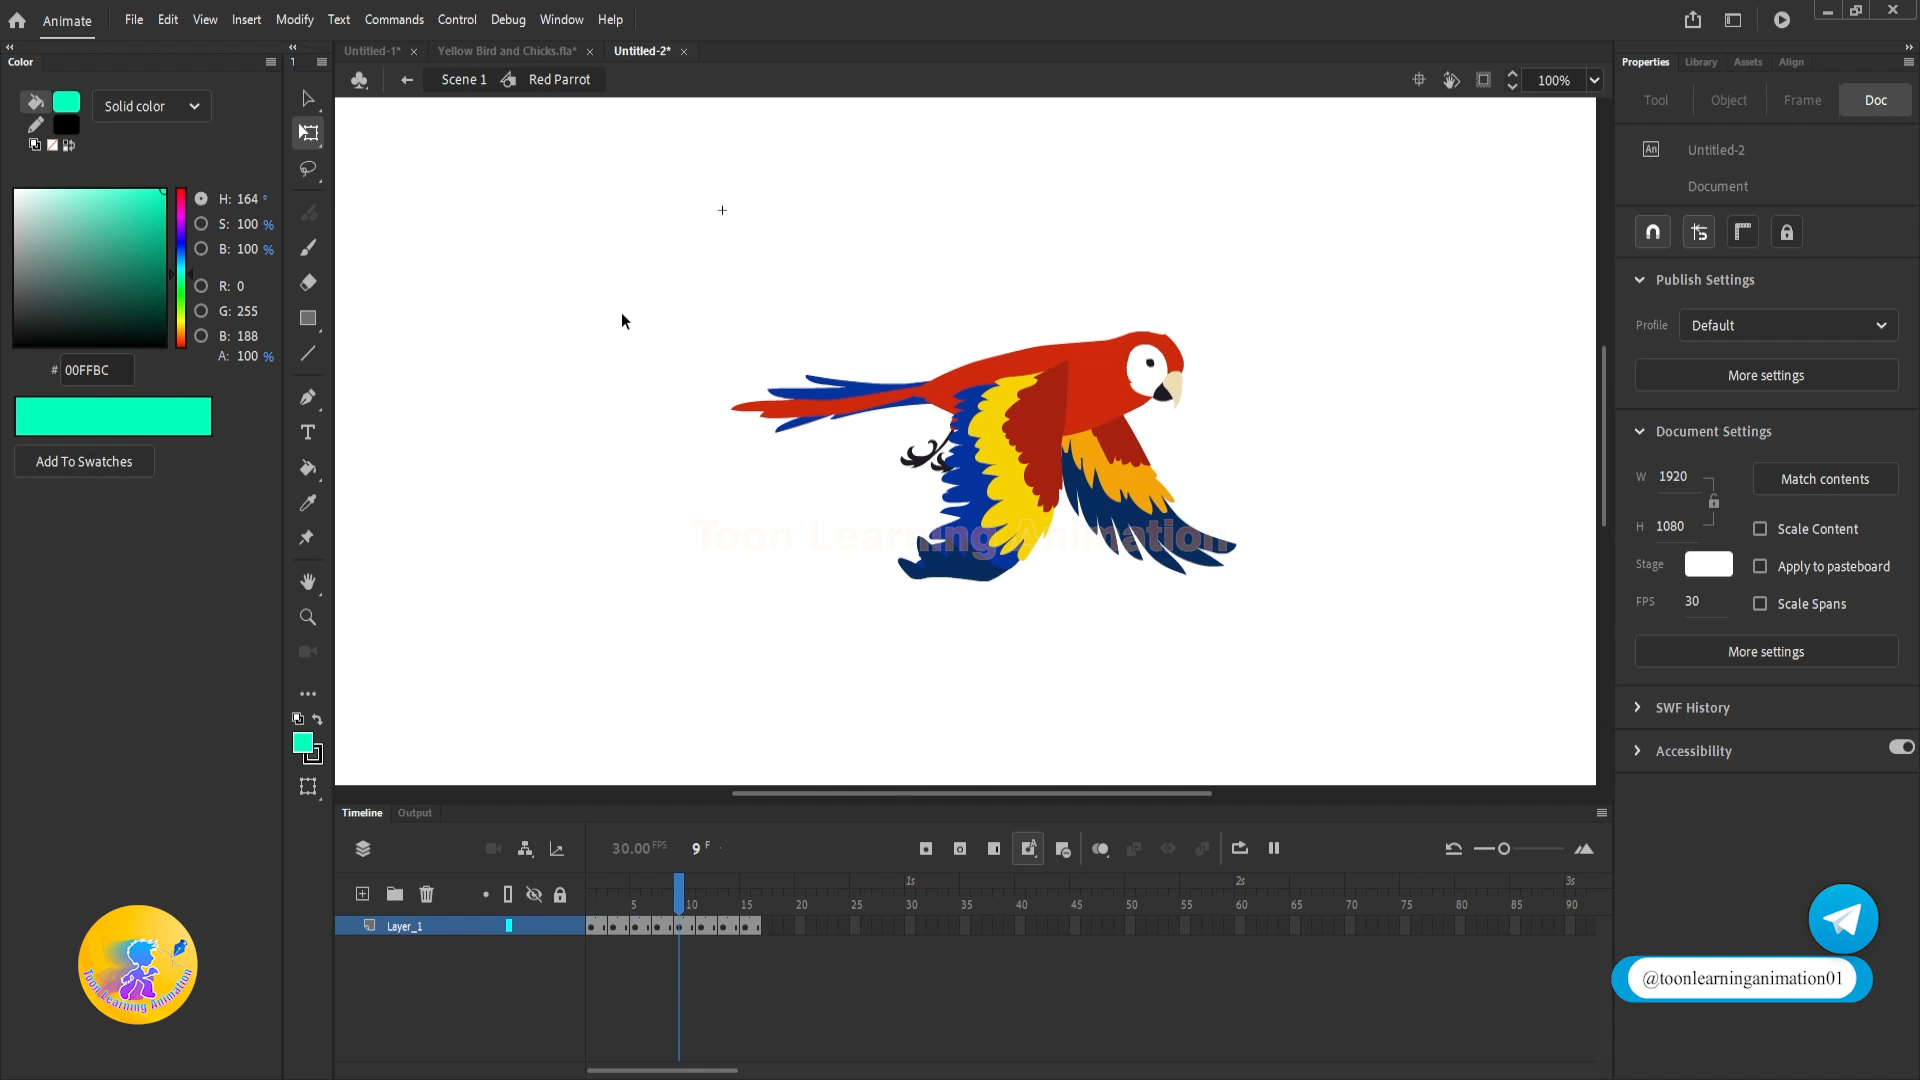 Animate File Edit View Insert Modify Text Commands Control Debug Window Help
Untitled-1* Yellow Bird and Chicks.fla* Untitled-2*
Scene 1 Red Parrot 100%
Color
Solid color
H: 164 °
S: 100 %
B: 100 %
R: 0
G: 255
B: 188
A: 100 %
# 00FFBC
Add To Swatches
T
Toon Learning Animation
Properties Library Assets Align
Tool Object Frame Doc
An Untitled-2
Document
Publish Settings
Profile Default
More settings
Document Settings
W 1920 Match contents
H 1080 Scale Content
Stage Apply to pasteboard
FPS 30 Scale Spans
More settings
SWF History
Accessibility
Timeline Output
30.00 FPS 9 F
1s 2s 3s
5 10 15 20 25 30 35 40 45 50 55 60 65 70 75 80 85 90
Layer_1
Toon Learning Animation
@toonlearninganimation01